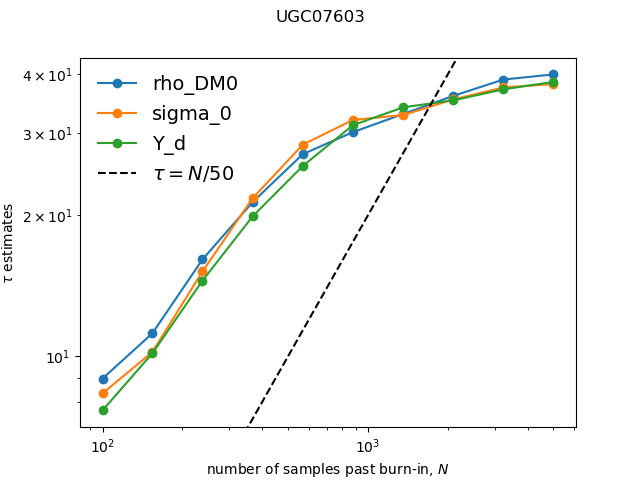 UGC07603
4 × 10¹
3 × 10¹
2 × 10¹
10¹
τ estimates
rho_DM0
sigma_0
Y_d
τ = N/50
10²
10³
number of samples past burn-in, N